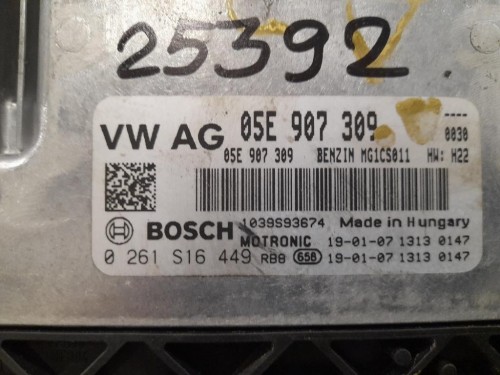 25392
VW AG 05E 907 309 ----
0030
05E 907 309 BENZIN MG1CS011 HW: H22
1039S93674 Made in Hungary
BOSCH MOTRONIC 19-01-07 1313 0147
0 261 S16 449 RBB 658 19-01-07 1313 0147